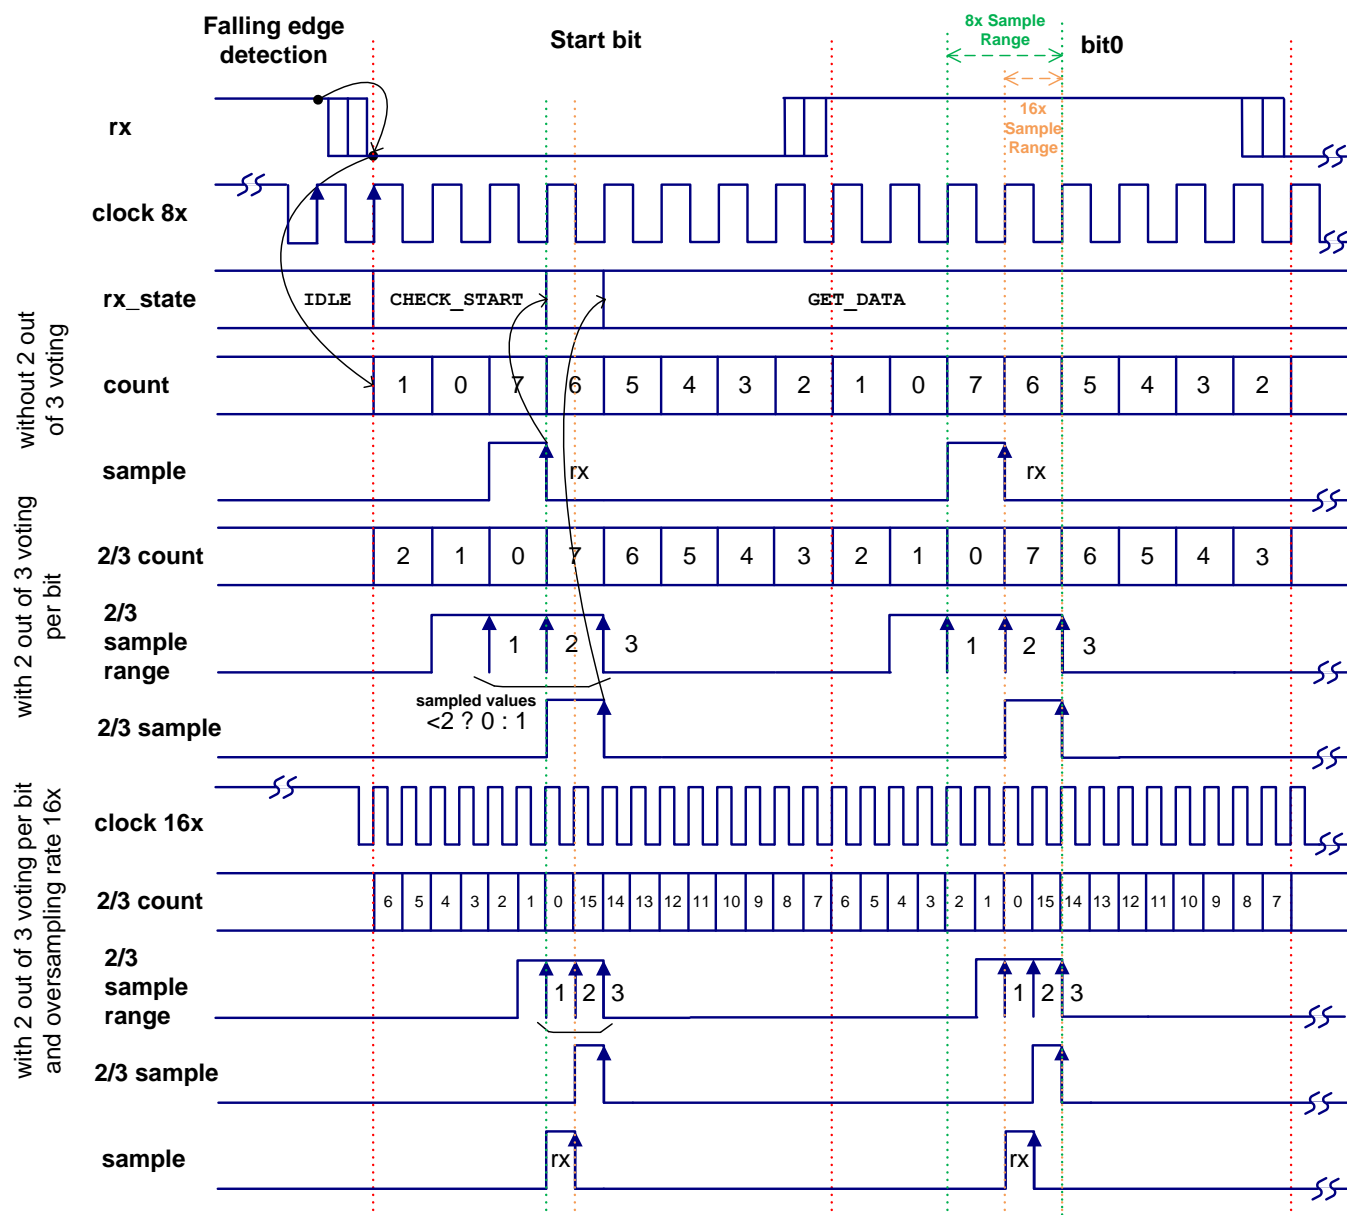 Falling edge
detection
Start bit
8x Sample
Range
bit0
16x
Sample
Range
rx
clock 8x
rx_state
IDLE
CHECK_START
GET_DATA
without 2 out
of 3 voting
count
1 0 7 6 5 4 3 2 1 0 7 6 5 4 3 2
sample
rx
rx
with 2 out of 3 voting
per bit
2/3 count
2 1 0 7 6 5 4 3 2 1 0 7 6 5 4 3
2/3
sample
range
1 2 3
1 2 3
sampled values
<2 ? 0 : 1
2/3 sample
with 2 out of 3 voting per bit
and oversampling rate 16x
clock 16x
2/3 count
6 5 4 3 2 1 0 15 14 13 12 11 10 9 8 7 6 5 4 3 2 1 0 15 14 13 12 11 10 9 8 7
2/3
sample
range
1 2 3
1 2 3
2/3 sample
sample
rx
rx